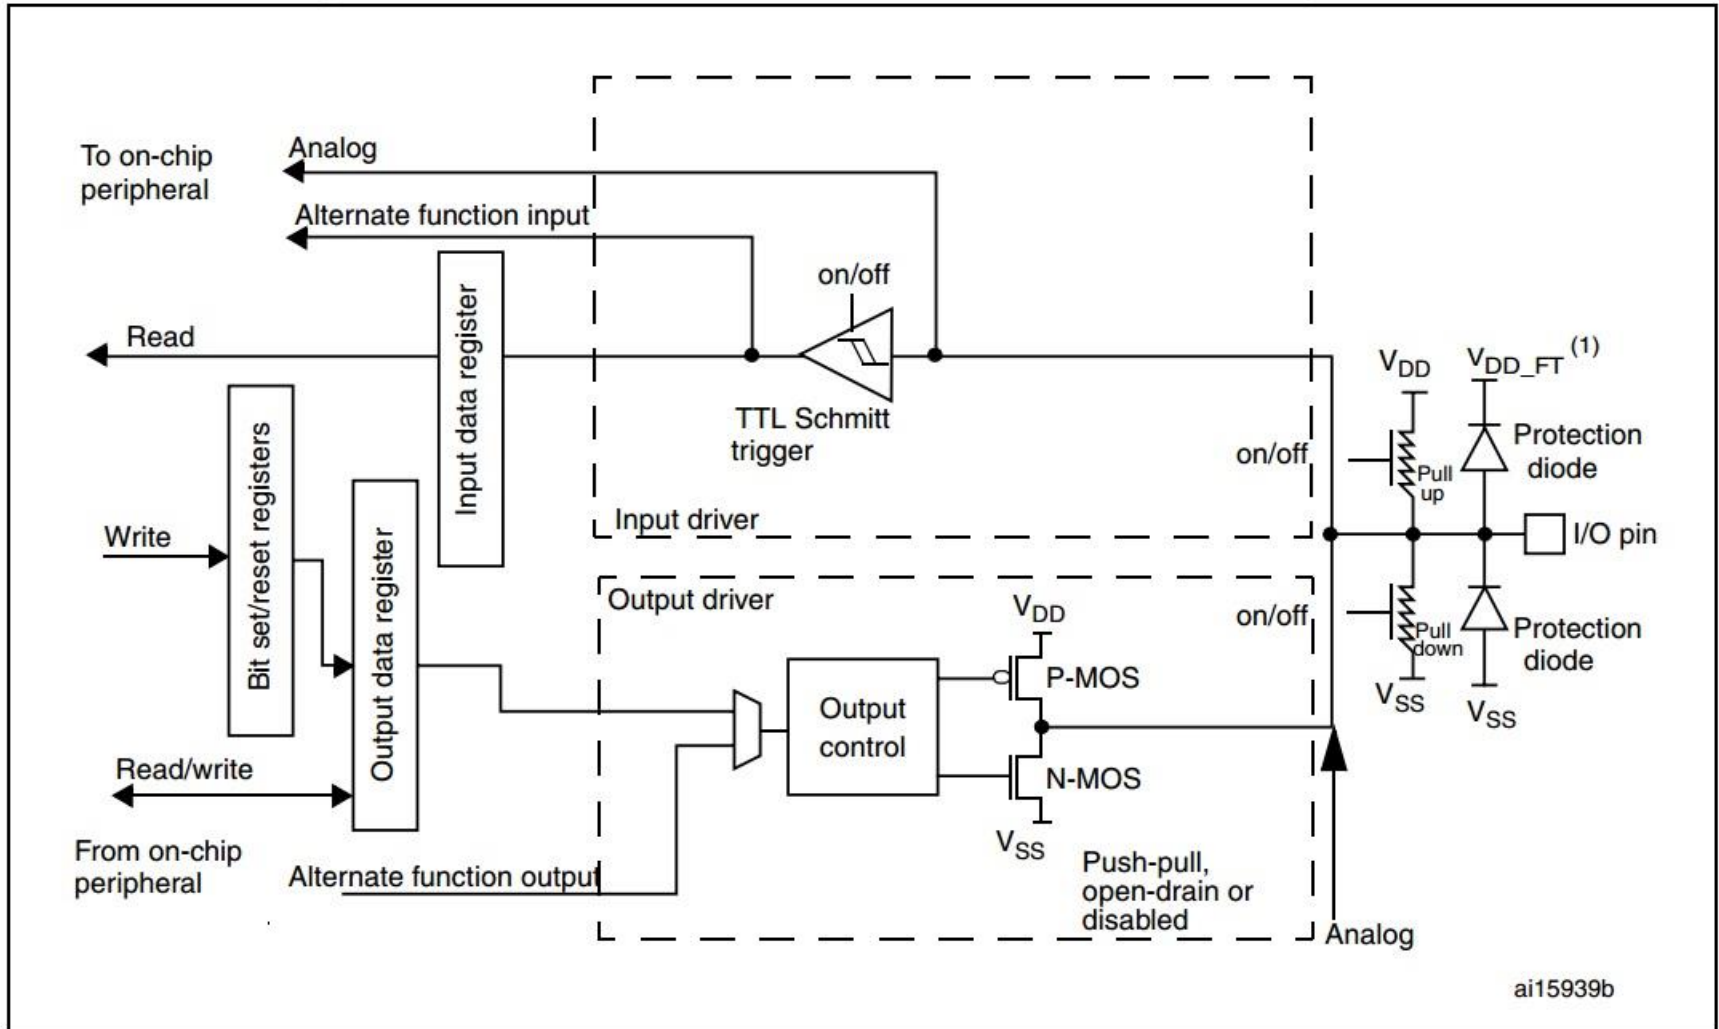 To on-chip
peripheral
Analog
Alternate function input
on/off
Read
Input data register
TTL Schmitt
trigger
Input driver
VDD
VDD_FT (1)
on/off
Pull
up
Protection
diode
Write
Bit set/reset registers
Output data register
I/O pin
Output driver
VDD
on/off
Pull
down
Protection
diode
VSS
VSS
P-MOS
Output
control
N-MOS
VSS
Read/write
From on-chip
peripheral
Alternate function output
Push-pull,
open-drain or
disabled
Analog
ai15939b